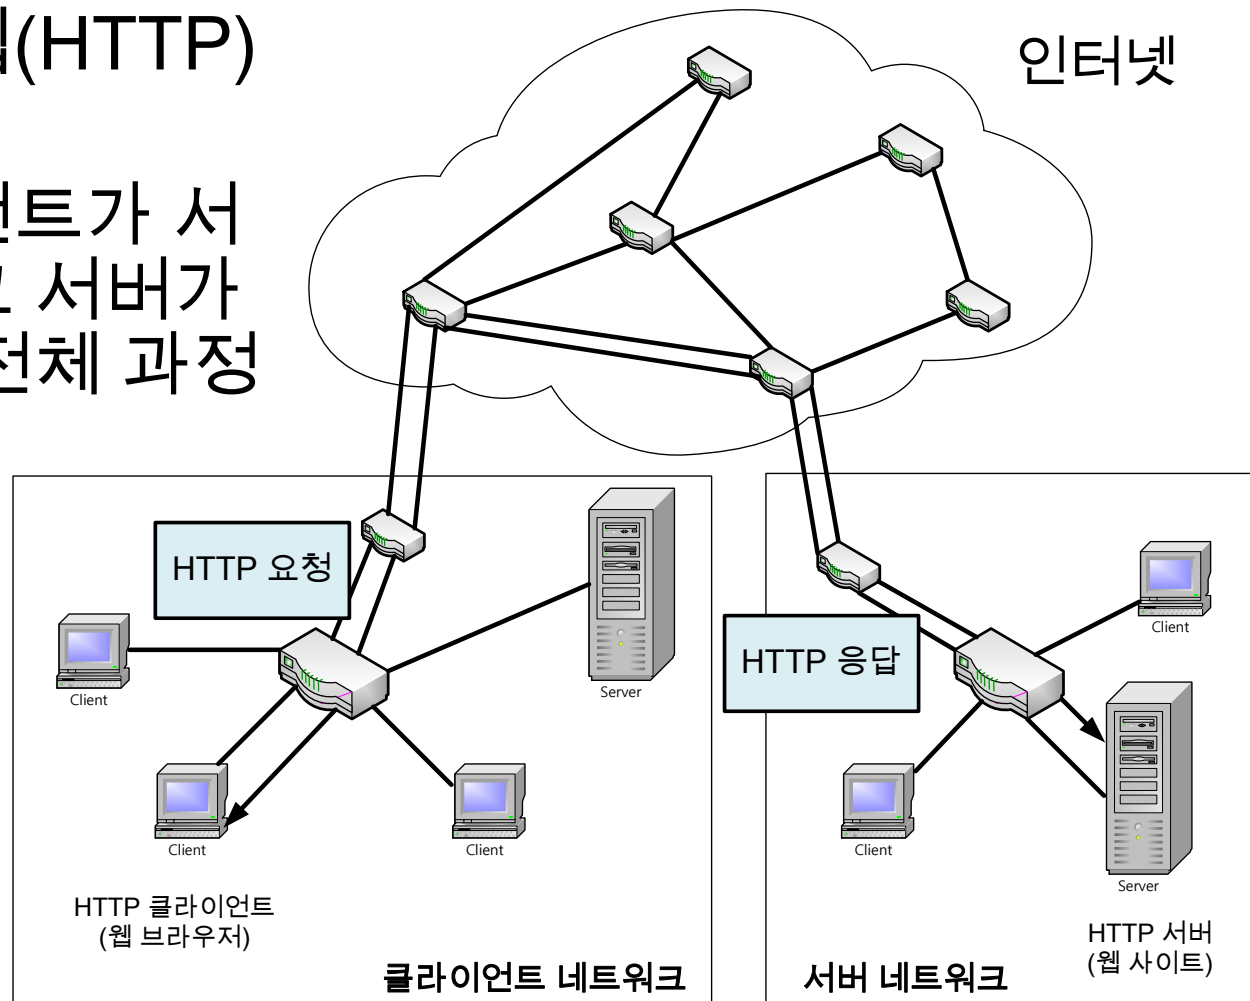 (HTTP)
인터넷
트가 서
서버가
전체 과정
HTTP 요청
Client
Server
HTTP 응답
Client
Client
Client
Client
Server
HTTP 클라이언트
(웹 브라우저)
HTTP 서버
(웹 사이트)
클라이언트 네트워크
서버 네트워크